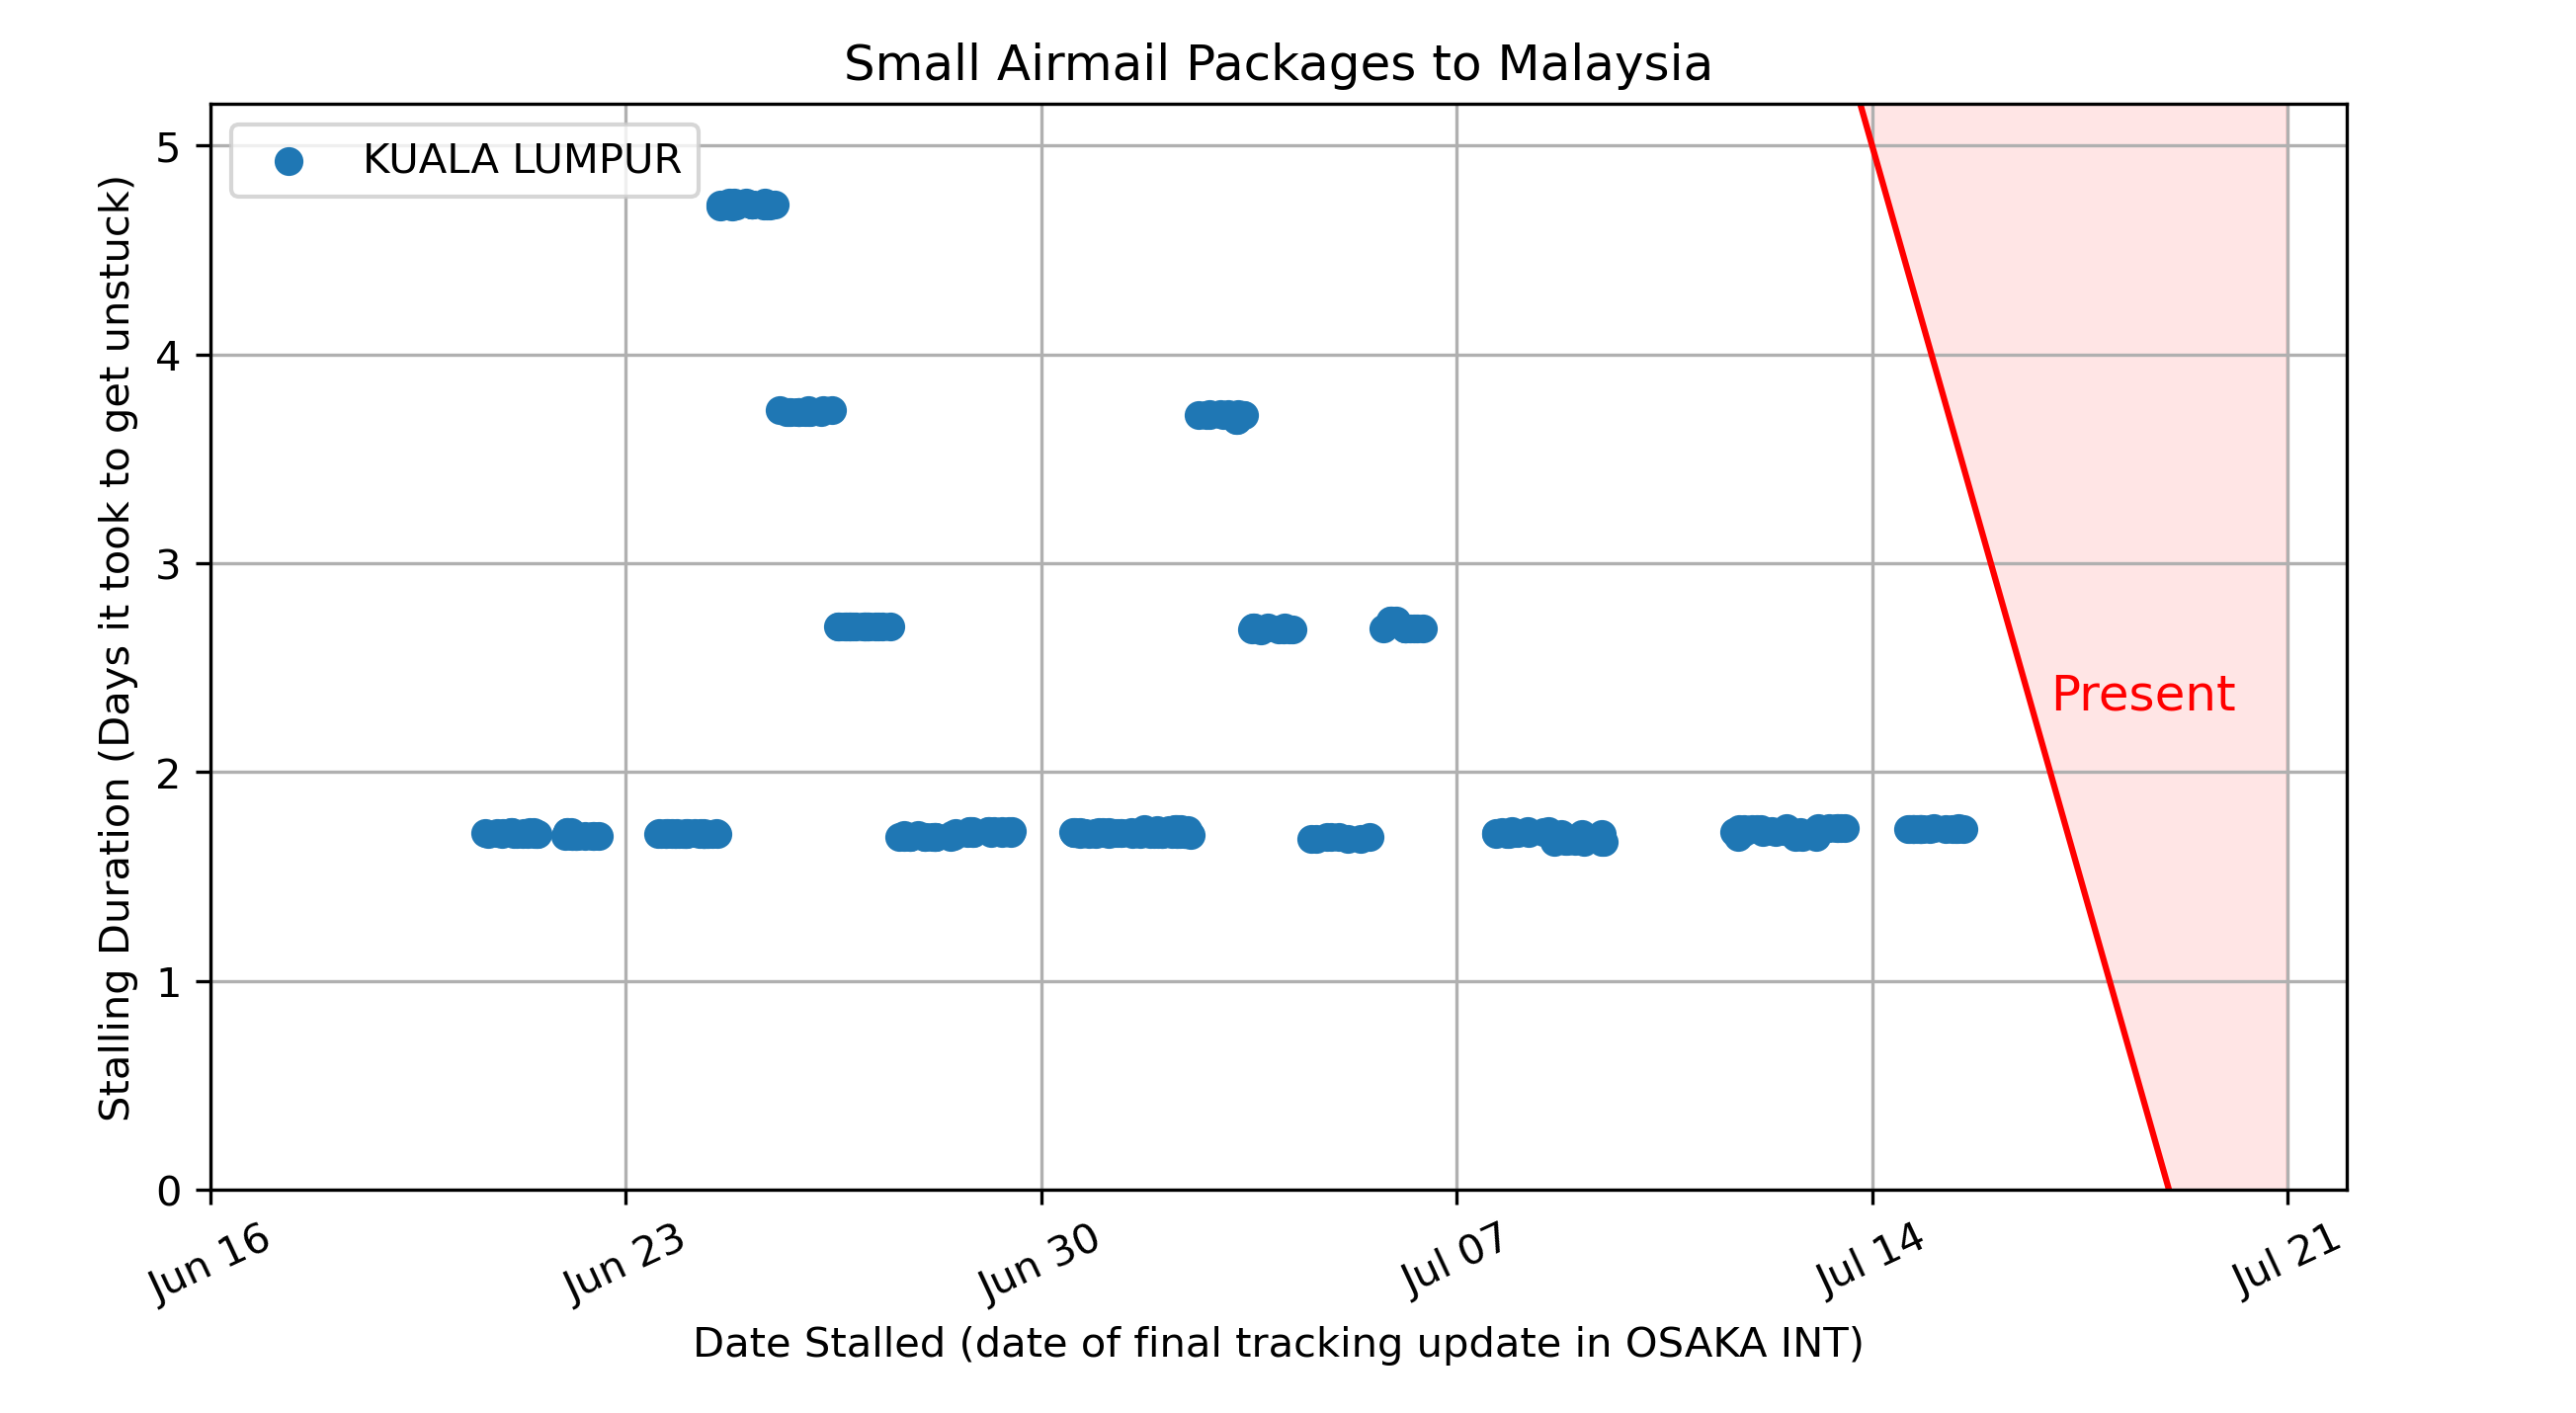 Small Airmail Packages to Malaysia
KUALA LUMPUR
Stalling Duration (Days it took to get unstuck)
5
4
3
2
1
0
Present
Jun 16
Jun 23
Jun 30
Jul 07
Jul 14
Jul 21
Date Stalled (date of final tracking update in OSAKA INT)